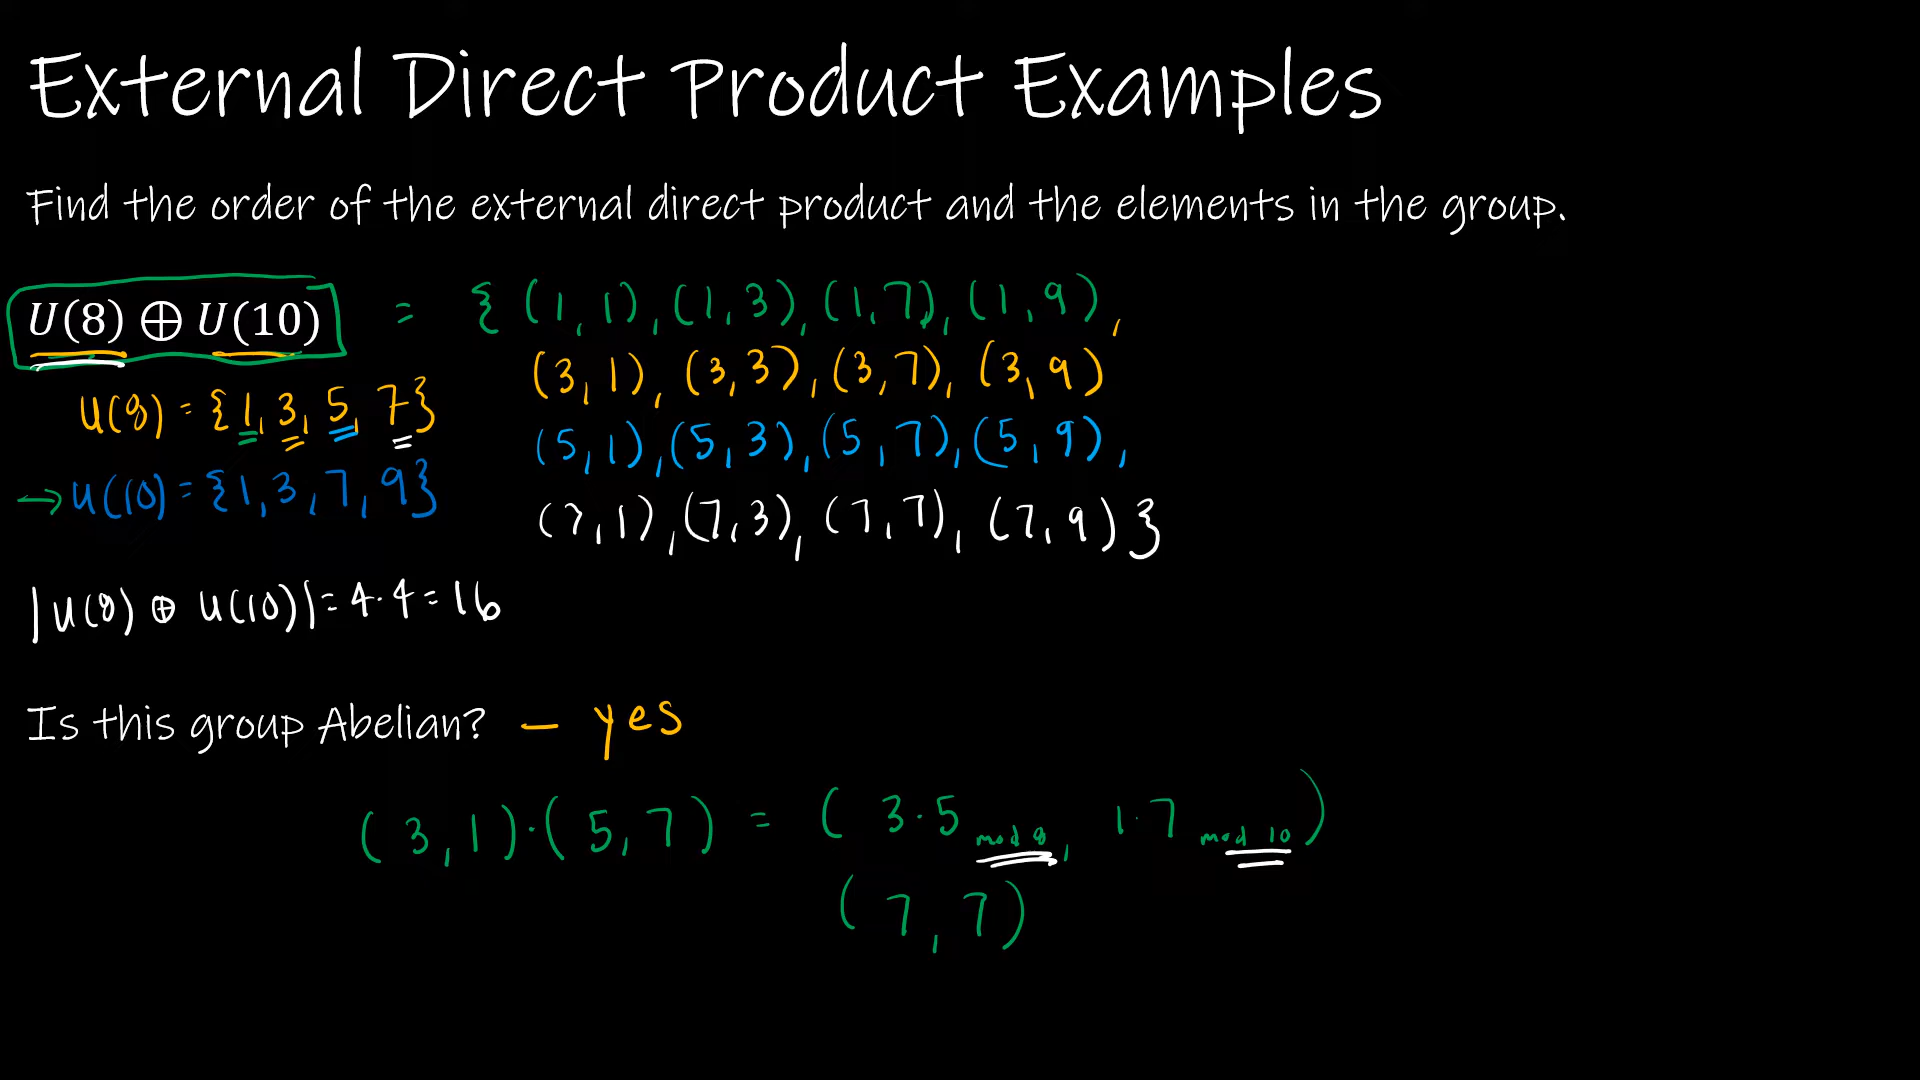 External Direct Product Examples
Find the order of the external direct product and the elements in the group.
U(8) ⊕ U(10) = { (1, 1), (1, 3), (1, 7), (1, 9),
(3, 1), (3, 3), (3, 7), (3, 9)
U(8) = {1, 3, 5, 7}
(5, 1), (5, 3), (5, 7), (5, 9),
→ U(10) = {1, 3, 7, 9}
(7, 1), (7, 3), (7, 7), (7, 9) }
|U(8) ⊕ U(10)| = 4 · 4 = 16
Is this group Abelian? — yes
(3, 1) · (5, 7) = ( 3 · 5 mod 8, 1 · 7 mod 10 )
(7, 7)